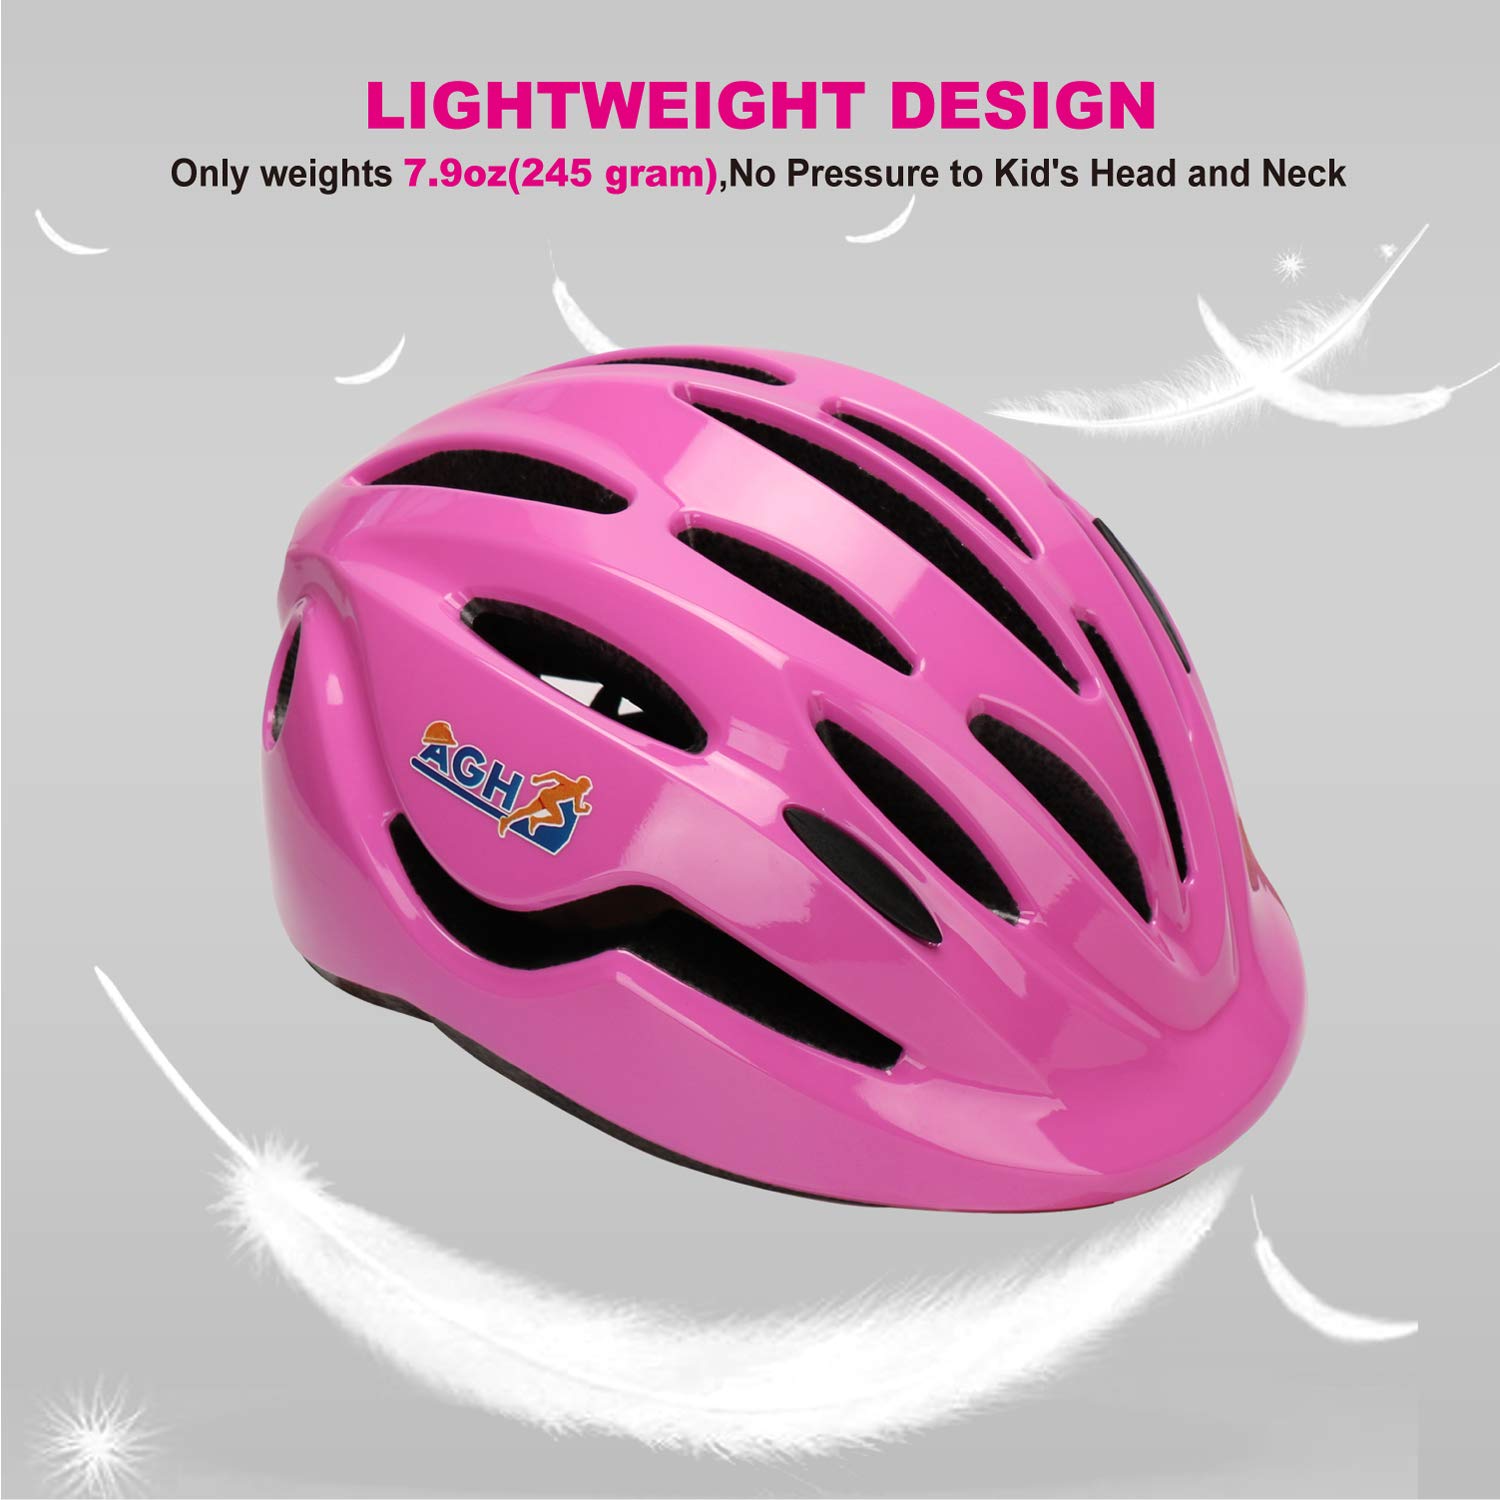 LIGHTWEIGHT DESIGN
Only weights 7.9oz(245 gram),No Pressure to Kid's Head and Neck
AGH